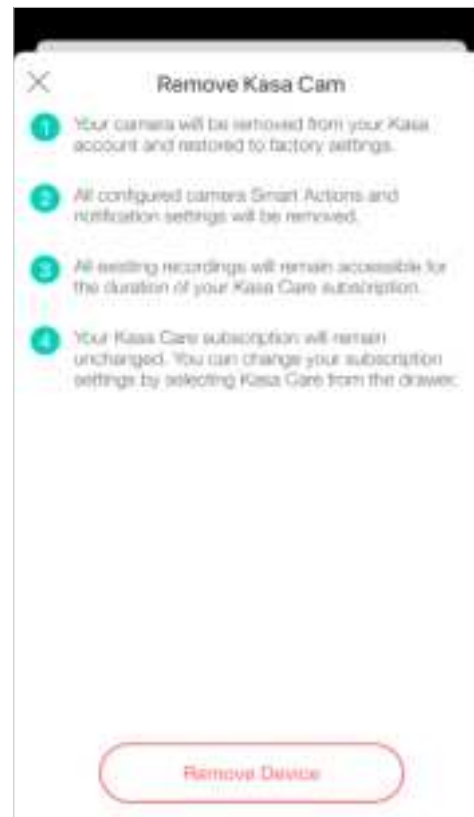 Remove Kasa Cam
1 Your camera will be removed from your Kasa
account and restored to factory settings.
2 All configured camera Smart Actions and
notification settings will be removed.
3 All existing recordings will remain accessible for
the duration of your Kasa Care subscription.
4 Your Kasa Care subscription will remain
unchanged. You can change your subscription
settings by selecting Kasa Care from the drawer.
Remove Device